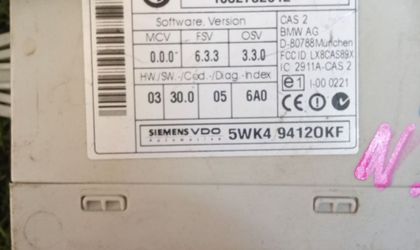 Software, Version
MCV FSV OSV
0.0.0 6.3.3 3.3.0
HW./SW.-/Cod.-/Diag.-Index
03 30.0 05 6A0
CAS 2
BMW AG
D-80788 München
FCC ID LX8CAS89X
IC 2911A-CAS 2
e1 I-00 0221
CE
SIEMENS VDO 5WK4 94120KF
Automotive
N